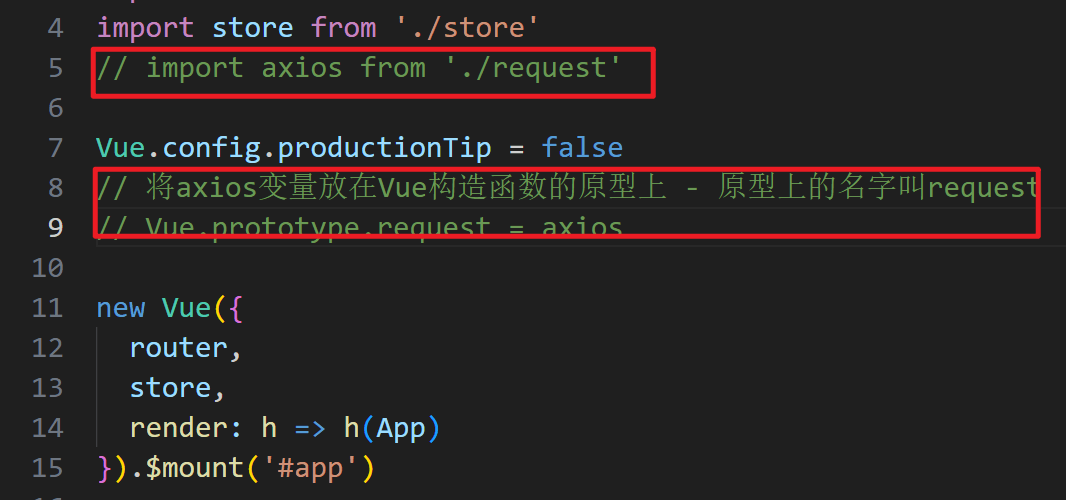 4 import store from './store'
5 // import axios from './request'
6
7 Vue.config.productionTip = false
8 // 将axios变量放在Vue构造函数的原型上 - 原型上的名字叫request
9 // Vue.prototype.request = axios
10
11 new Vue({
12 router,
13 store,
14 render: h => h(App)
15 }).$mount('#app')